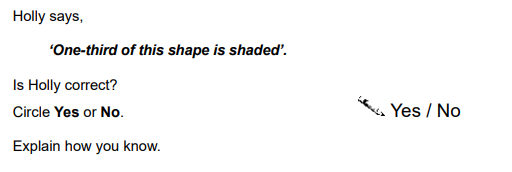 Holly says,
‘One-third of this shape is shaded’.
Is Holly correct?
Circle Yes or No.
Yes / No
Explain how you know.